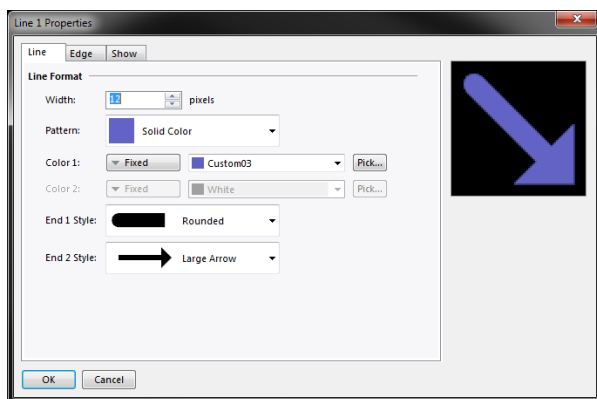 Line 1 Properties
Line Edge Show
Line Format
Width: 12 pixels
Pattern: Solid Color
Color 1: Fixed Custom03 Pick...
Color 2: Fixed White Pick...
End 1 Style: Rounded
End 2 Style: Large Arrow
OK Cancel